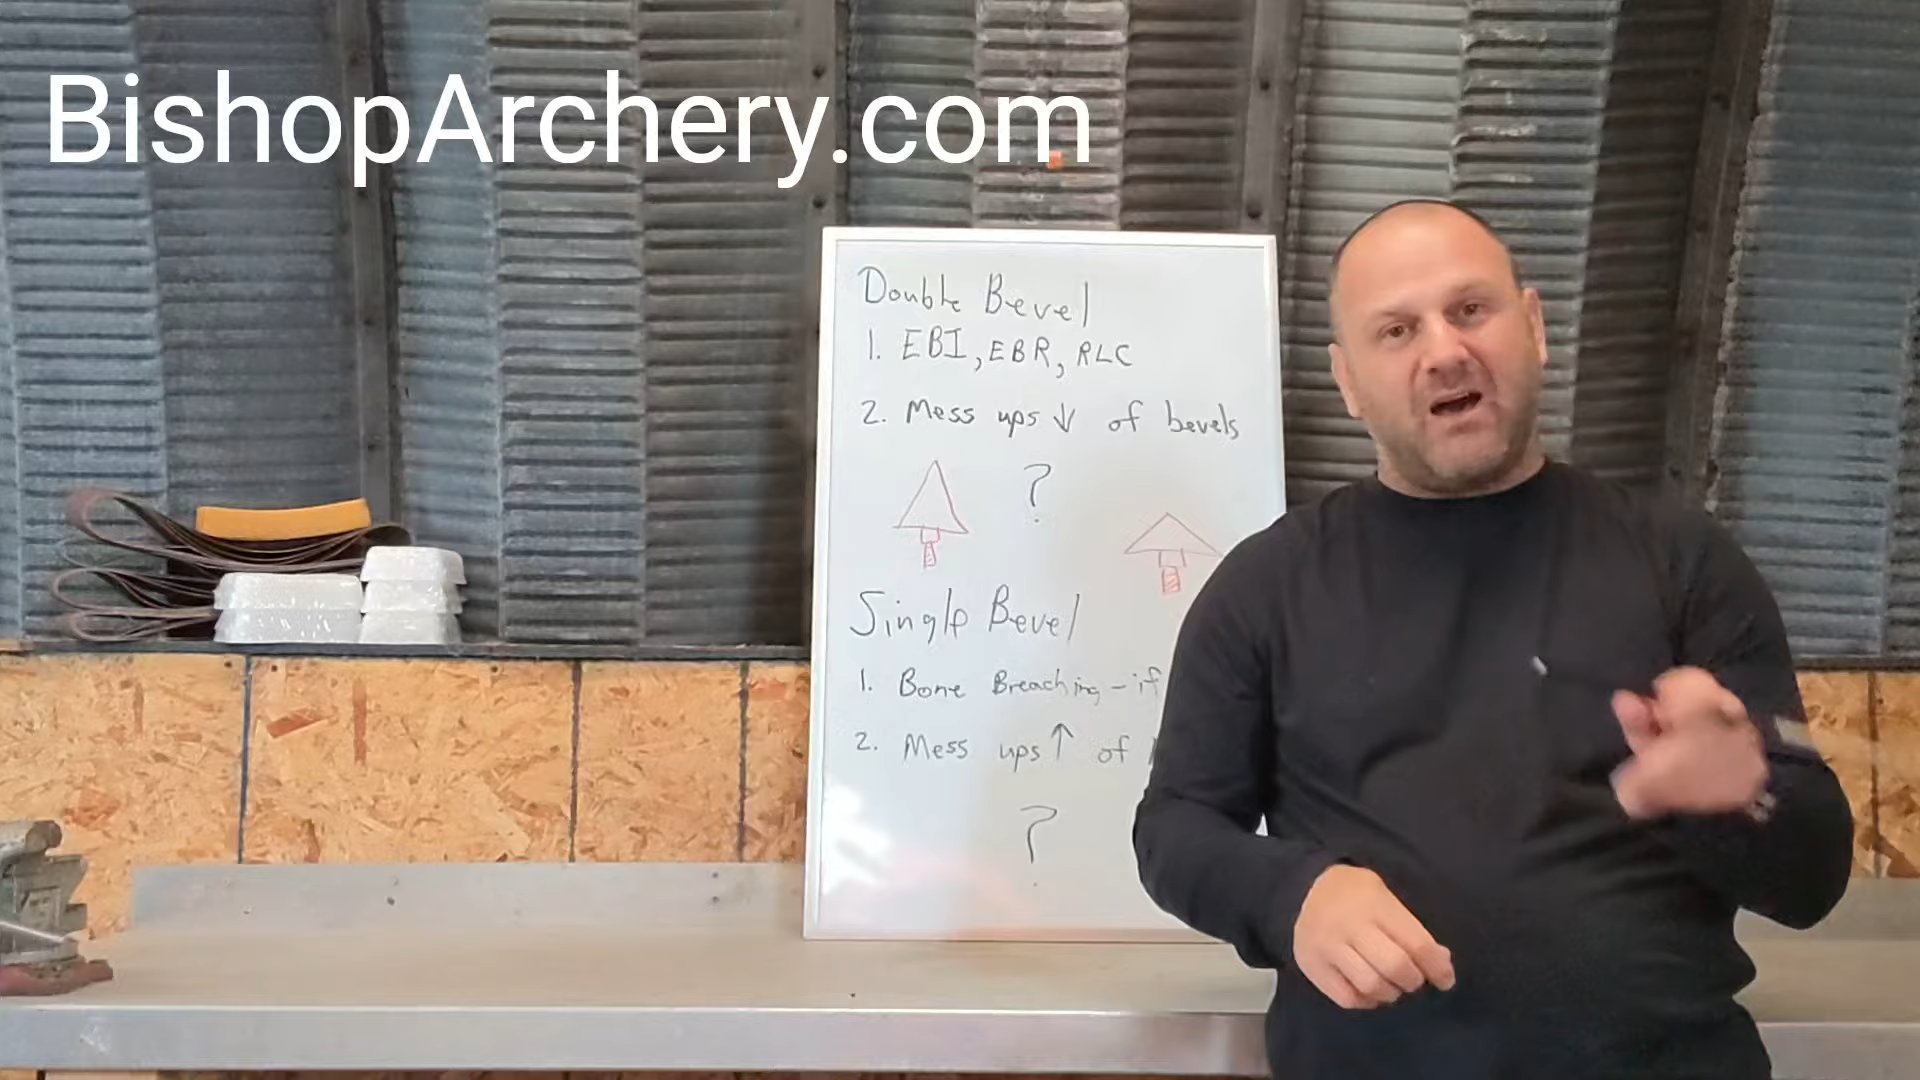 BishopArchery.com
Double Bevel
1. EBI, EBR, RLC
2. Mess ups ↓ of bevels
?
Single Bevel
1. Bone Breaching - if
2. Mess ups ↑ of
?